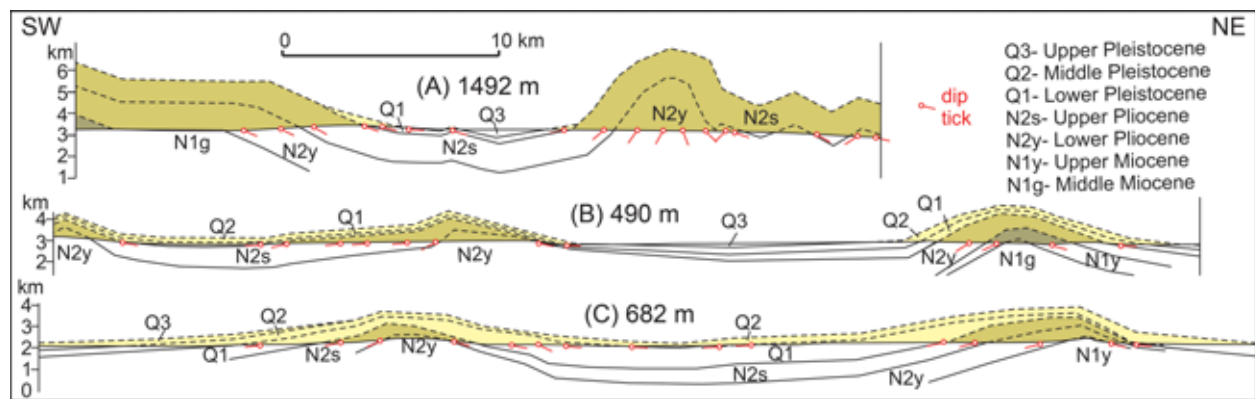 SW
NE
0 10 km
km
6
5
4
3
2
1
(A) 1492 m
Q1
Q3
N1g
N2y
N2s
N2y
N2s
dip
tick
Q3- Upper Pleistocene
Q2- Middle Pleistocene
Q1- Lower Pleistocene
N2s- Upper Pliocene
N2y- Lower Pliocene
N1y- Upper Miocene
N1g- Middle Miocene
km
4
3
2
(B) 490 m
Q2
Q1
Q3
Q2
Q1
N2y
N2s
N2y
N2y
N1g
N1y
km
4
3
2
1
0
(C) 682 m
Q3
Q2
Q2
Q1
N2s
N2y
Q1
N2s
N2y
N1y